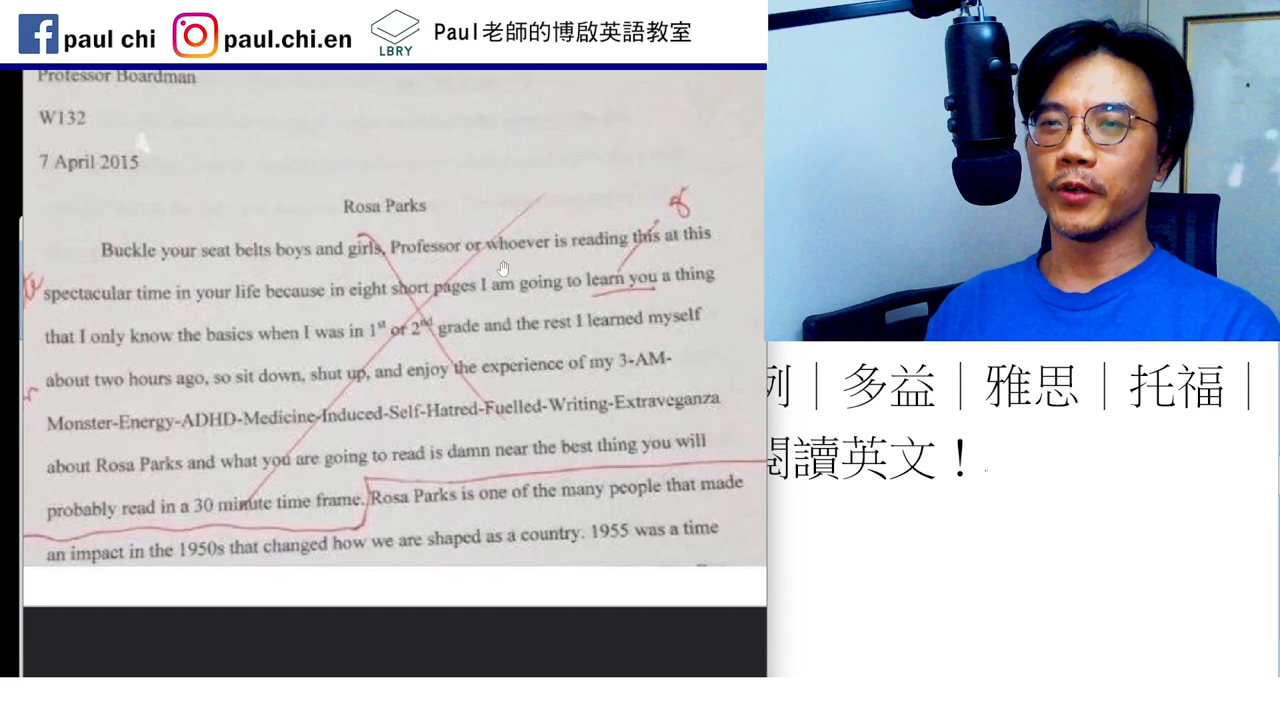 paul chi
paul.chi.en
LBRY
Paul老師的博啟英語教室
Professor Boardman
W132
7 April 2015
Rosa Parks
Buckle your seat belts boys and girls, Professor or whoever is reading this at this
spectacular time in your life because in eight short pages I am going to learn you a thing
that I only know the basics when I was in 1st or 2nd grade and the rest I learned myself
about two hours ago, so sit down, shut up, and enjoy the experience of my 3-AM-
Monster-Energy-ADHD-Medicine-Induced-Self-Hatred-Fuelled-Writing-Extraveganza
about Rosa Parks and what you are going to read is damn near the best thing you will
probably read in a 30 minute time frame. Rosa Parks is one of the many people that made
an impact in the 1950s that changed how we are shaped as a country. 1955 was a time
例｜多益｜雅思｜托福｜
閱讀英文！